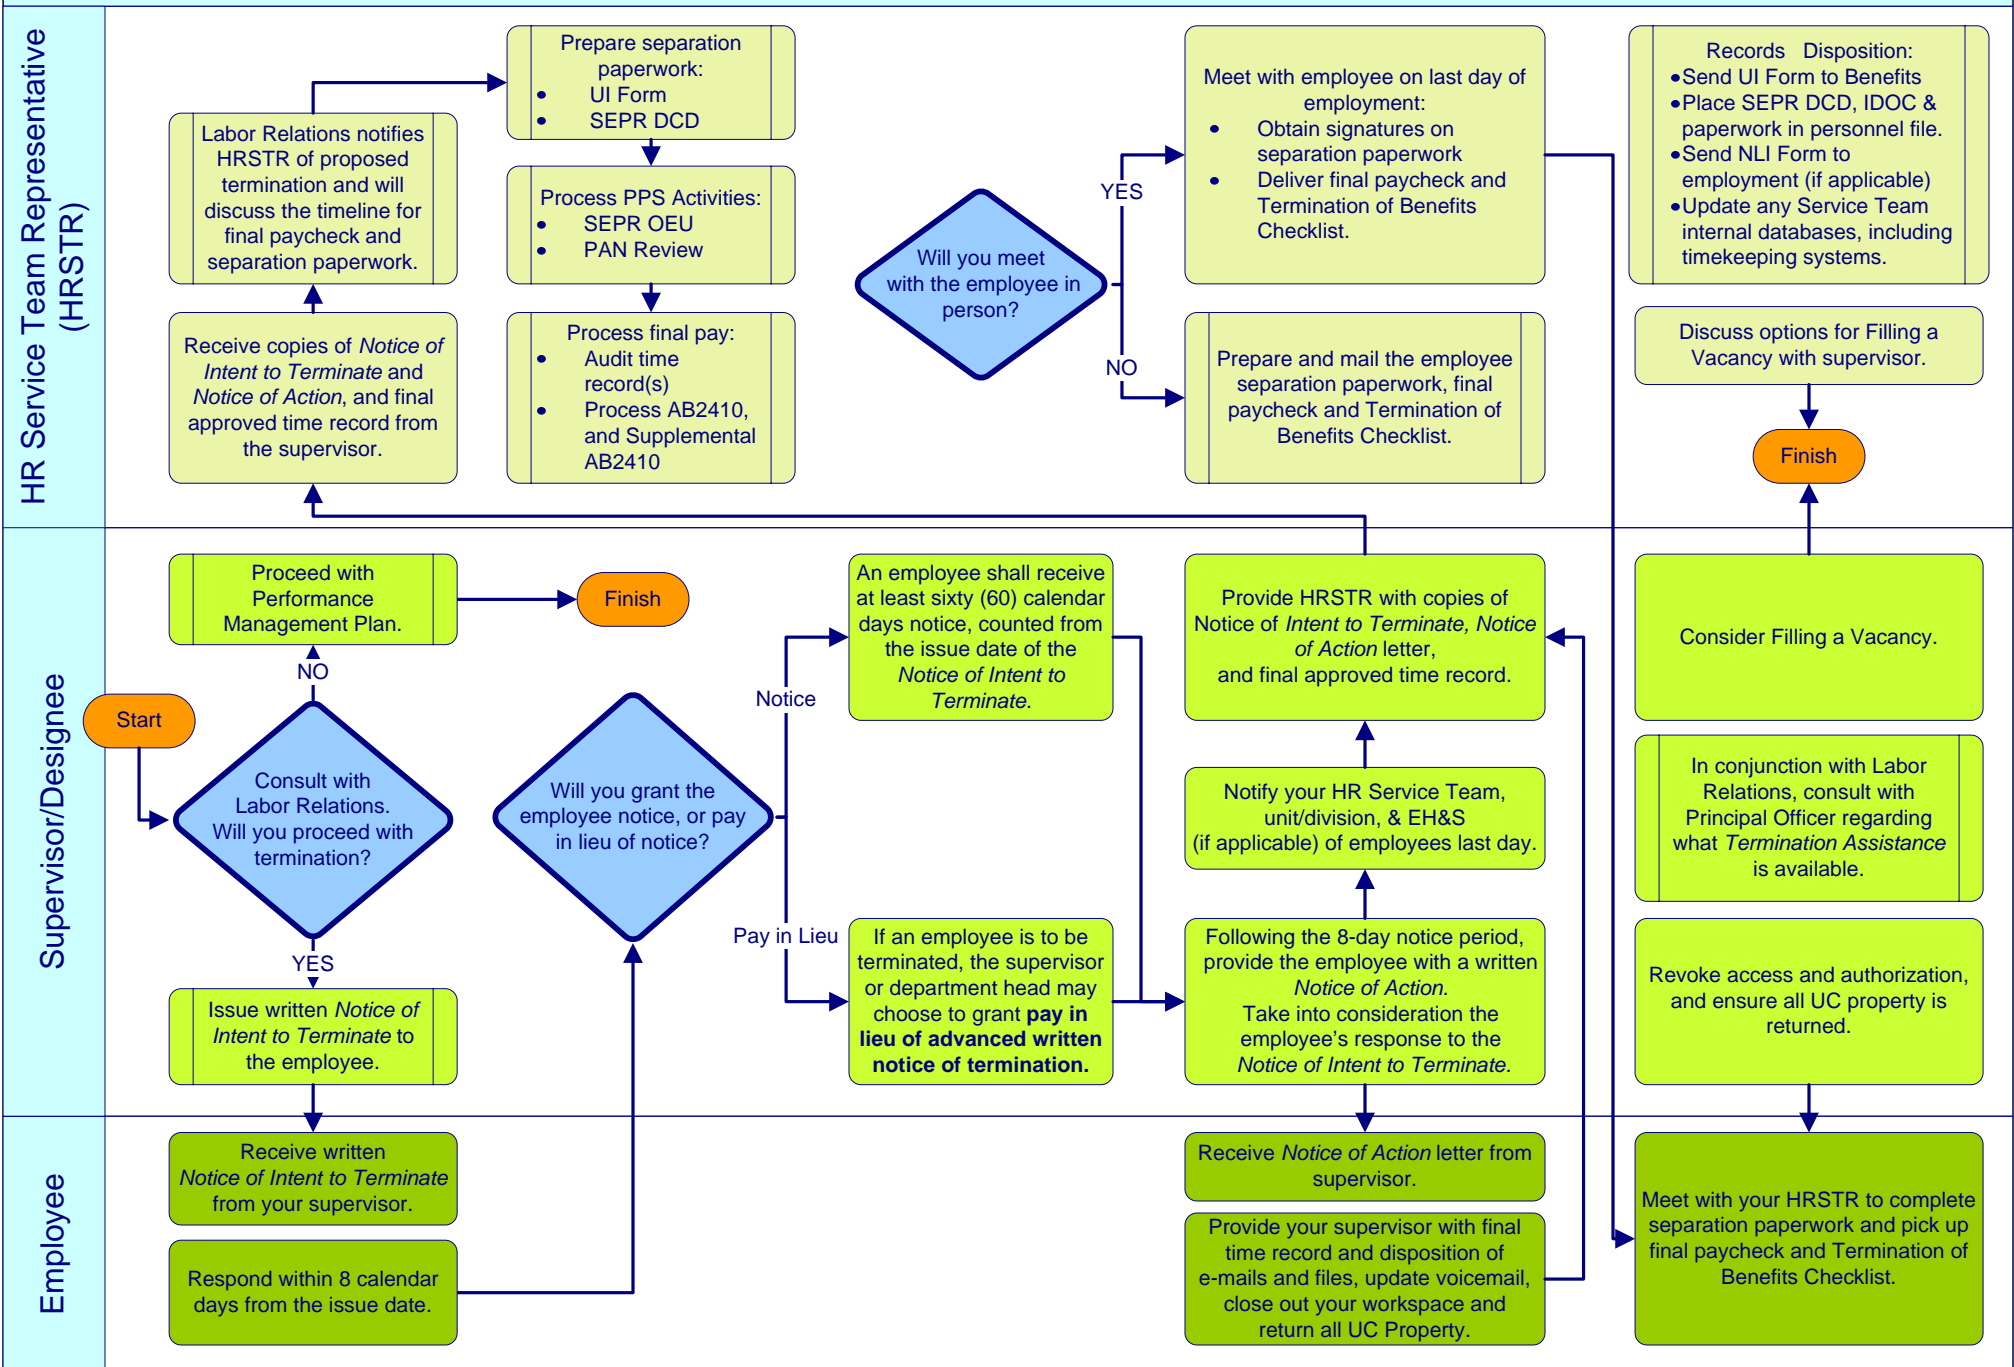 HR Service Team Representative
(HRSTR)
Labor Relations notifies
HRSTR of proposed
termination and will
discuss the timeline for
final paycheck and
separation paperwork.
Receive copies of Notice of
Intent to Terminate and
Notice of Action, and final
approved time record from
the supervisor.
Prepare separation
paperwork:
• UI Form
• SEPR DCD
Process PPS Activities:
• SEPR OEU
• PAN Review
Process final pay:
• Audit time
record(s)
• Process AB2410,
and Supplemental
AB2410
Will you meet
with the employee in
person?
YES
NO
Meet with employee on last day of
employment:
• Obtain signatures on
separation paperwork
• Deliver final paycheck and
Termination of Benefits
Checklist.
Prepare and mail the employee
separation paperwork, final
paycheck and Termination of
Benefits Checklist.
Records Disposition:
•Send UI Form to Benefits
•Place SEPR DCD, IDOC &
paperwork in personnel file.
•Send NLI Form to
employment (if applicable)
•Update any Service Team
internal databases, including
timekeeping systems.
Discuss options for Filling a
Vacancy with supervisor.
Finish
Supervisor/Designee
Proceed with
Performance
Management Plan.
Finish
NO
Start
Consult with
Labor Relations.
Will you proceed with
termination?
YES
Issue written Notice of
Intent to Terminate to
the employee.
Will you grant the
employee notice, or pay
in lieu of notice?
Notice
Pay in Lieu
An employee shall receive
at least sixty (60) calendar
days notice, counted from
the issue date of the
Notice of Intent to
Terminate.
If an employee is to be
terminated, the supervisor
or department head may
choose to grant pay in
lieu of advanced written
notice of termination.
Provide HRSTR with copies of
Notice of Intent to Terminate, Notice
of Action letter,
and final approved time record.
Notify your HR Service Team,
unit/division, & EH&S
(if applicable) of employees last day.
Following the 8-day notice period,
provide the employee with a written
Notice of Action.
Take into consideration the
employee's response to the
Notice of Intent to Terminate.
Consider Filling a Vacancy.
In conjunction with Labor
Relations, consult with
Principal Officer regarding
what Termination Assistance
is available.
Revoke access and authorization,
and ensure all UC property is
returned.
Employee
Receive written
Notice of Intent to Terminate
from your supervisor.
Respond within 8 calendar
days from the issue date.
Receive Notice of Action letter from
supervisor.
Provide your supervisor with final
time record and disposition of
e-mails and files, update voicemail,
close out your workspace and
return all UC Property.
Meet with your HRSTR to complete
separation paperwork and pick up
final paycheck and Termination of
Benefits Checklist.